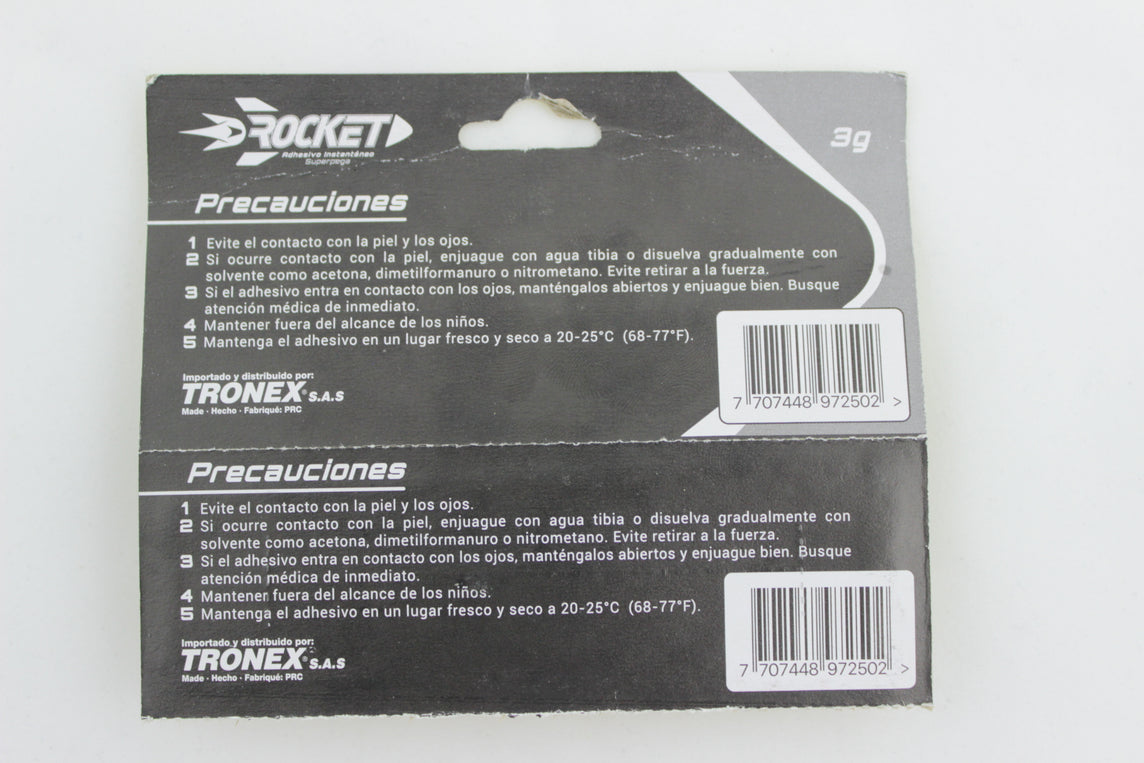 ROCKET
Adhesivo Instantáneo
Superpega
3g
Precauciones
1 Evite el contacto con la piel y los ojos.
2 Si ocurre contacto con la piel, enjuague con agua tibia o disuelva gradualmente con
solvente como acetona, dimetilformanuro o nitrometano. Evite retirar a la fuerza.
3 Si el adhesivo entra en contacto con los ojos, manténgalos abiertos y enjuague bien. Busque
atención médica de inmediato.
4 Mantener fuera del alcance de los niños.
5 Mantenga el adhesivo en un lugar fresco y seco a 20-25°C (68-77°F).
Importado y distribuido por:
TRONEX® S.A.S
Made · Hecho · Fabriqué: PRC
7 707448 972502 >
Precauciones
1 Evite el contacto con la piel y los ojos.
2 Si ocurre contacto con la piel, enjuague con agua tibia o disuelva gradualmente con
solvente como acetona, dimetilformanuro o nitrometano. Evite retirar a la fuerza.
3 Si el adhesivo entra en contacto con los ojos, manténgalos abiertos y enjuague bien. Busque
atención médica de inmediato.
4 Mantener fuera del alcance de los niños.
5 Mantenga el adhesivo en un lugar fresco y seco a 20-25°C (68-77°F).
Importado y distribuido por:
TRONEX® S.A.S
Made · Hecho · Fabriqué: PRC
7 707448 972502 >